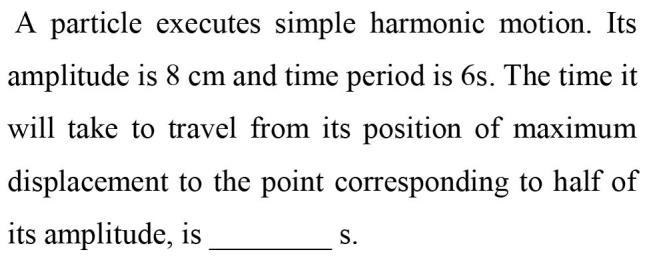 A particle executes simple harmonic motion. Its
amplitude is 8 cm and time period is 6s. The time it
will take to travel from its position of maximum
displacement to the point corresponding to half of
its amplitude, is _________ s.